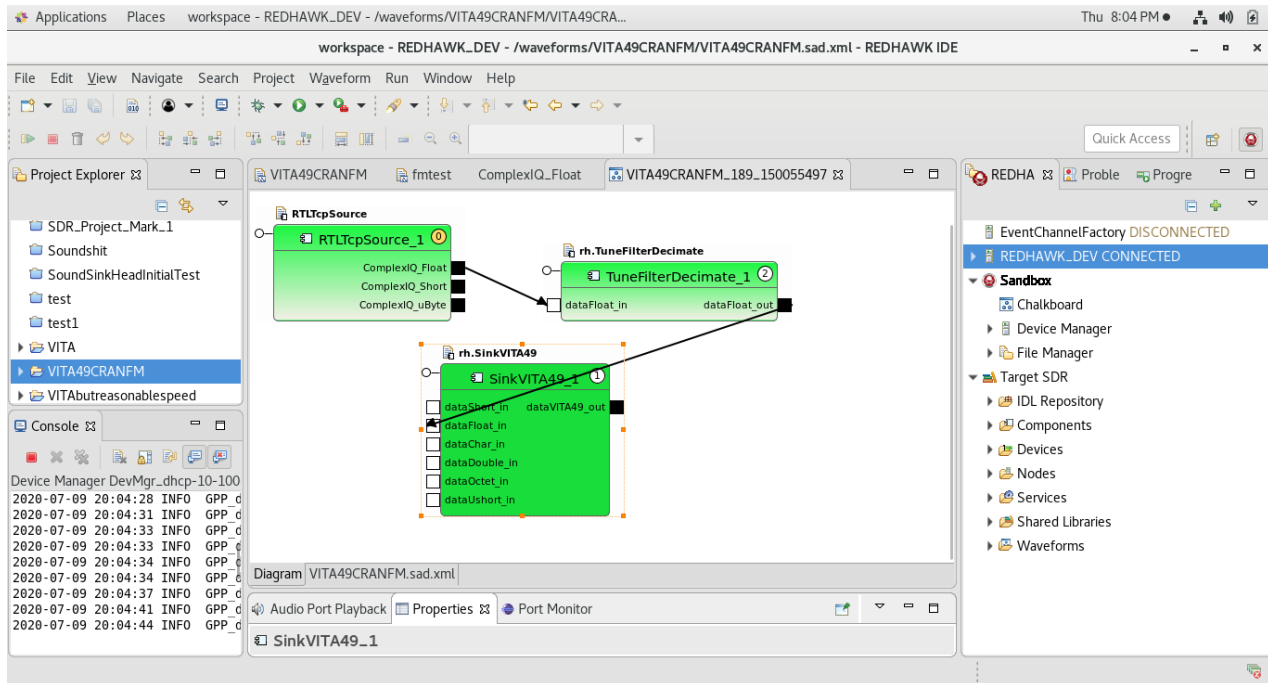 Applications Places workspace - REDHAWK_DEV - /waveforms/VITA49CRANFM/VITA49CRA... Thu 8:04 PM
workspace - REDHAWK_DEV - /waveforms/VITA49CRANFM/VITA49CRANFM.sad.xml - REDHAWK IDE
File Edit View Navigate Search Project Waveform Run Window Help
Quick Access
Project Explorer
SDR_Project_Mark_1
Soundshit
SoundSinkHeadInitialTest
test
test1
VITA
VITA49CRANFM
VITAbutreasonablespeed
Console
Device Manager DevMgr_dhcp-10-100
2020-07-09 20:04:28 INFO GPP_d
2020-07-09 20:04:31 INFO GPP_d
2020-07-09 20:04:33 INFO GPP_d
2020-07-09 20:04:33 INFO GPP_d
2020-07-09 20:04:34 INFO GPP_d
2020-07-09 20:04:34 INFO GPP_d
2020-07-09 20:04:37 INFO GPP_d
2020-07-09 20:04:41 INFO GPP_d
2020-07-09 20:04:44 INFO GPP_d
VITA49CRANFM fmtest ComplexIQ_Float VITA49CRANFM_189_150055497
RTLTcpSource
RTLTcpSource_1 0
ComplexIQ_Float
ComplexIQ_Short
ComplexIQ_uByte
rh.TuneFilterDecimate
TuneFilterDecimate_1 2
dataFloat_in dataFloat_out
rh.SinkVITA49
SinkVITA49_1 1
dataShort_in dataVITA49_out
dataFloat_in
dataChar_in
dataDouble_in
dataOctet_in
dataUshort_in
Diagram VITA49CRANFM.sad.xml
Audio Port Playback Properties Port Monitor
SinkVITA49_1
REDHA Proble Progre
EventChannelFactory DISCONNECTED
REDHAWK_DEV CONNECTED
Sandbox
Chalkboard
Device Manager
File Manager
Target SDR
IDL Repository
Components
Devices
Nodes
Services
Shared Libraries
Waveforms